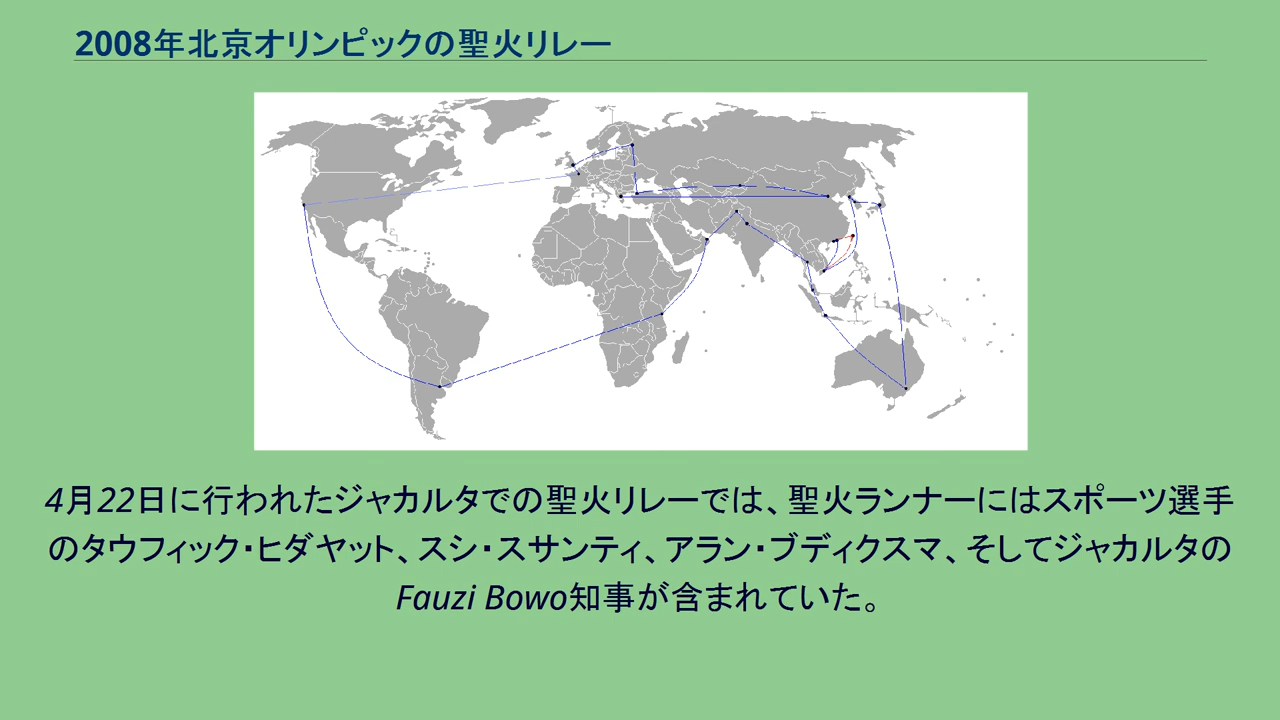 2008年北京オリンピックの聖火リレー
4月22日に行われたジャカルタでの聖火リレーでは、聖火ランナーにはスポーツ選手
のタウフィック・ヒダヤット、スシ・スサンティ、アラン・ブディクスマ、そしてジャカルタの
Fauzi Bowo知事が含まれていた。